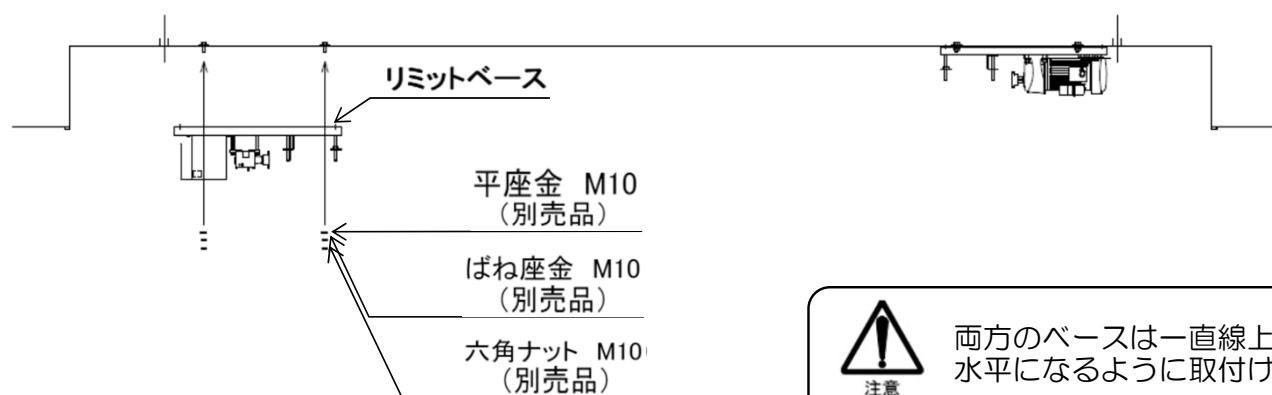 リミットベース
平座金 M10
（別売品）
ばね座金 M10
（別売品）
六角ナット M10
（別売品）
両方のベースは一直線上
水平になるように取付け
注意